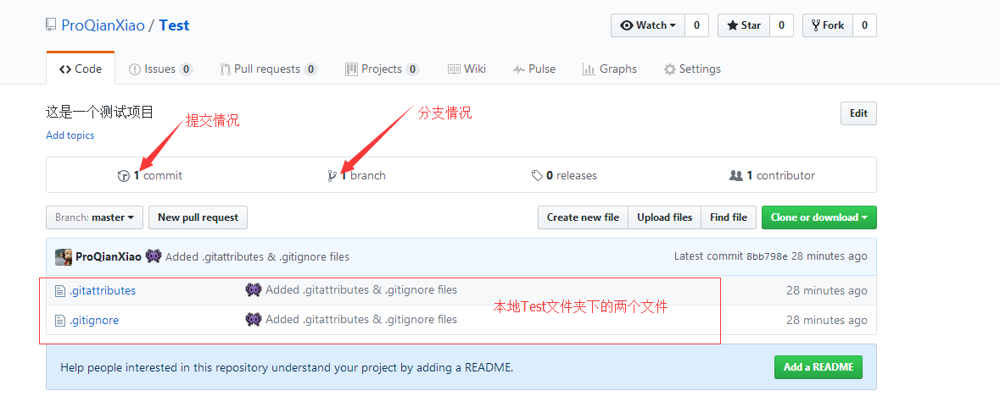 ProQianXiao / Test
Watch 0 Star 0 Fork 0
Code Issues 0 Pull requests 0 Projects 0 Wiki Pulse Graphs Settings
这是一个测试项目
提交情况
分支情况
Edit
Add topics
1 commit 1 branch 0 releases 1 contributor
Branch: master New pull request Create new file Upload files Find file Clone or download
ProQianXiao Added .gitattributes & .gitignore files Latest commit 8bb798e 28 minutes ago
.gitattributes Added .gitattributes & .gitignore files 28 minutes ago
本地Test文件夹下的两个文件
.gitignore Added .gitattributes & .gitignore files 28 minutes ago
Help people interested in this repository understand your project by adding a README. Add a README